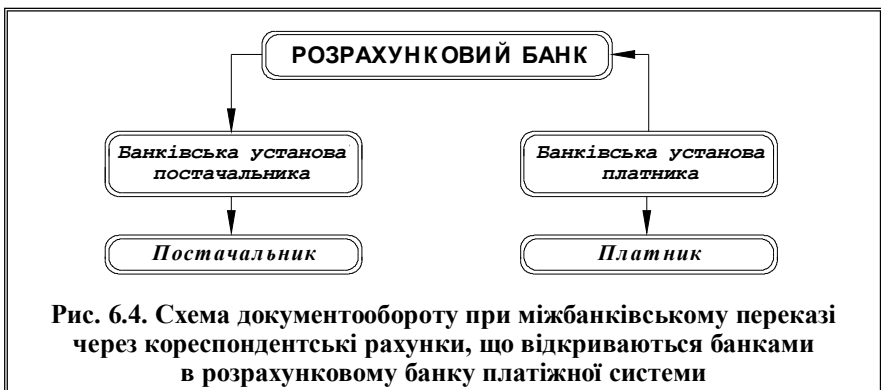 РОЗРАХУНКОВИЙ БАНК
Банківська установа
постачальника
Банківська установа
платника
Постачальник
Платник
Рис. 6.4. Схема документообороту при міжбанківському переказі
через кореспондентські рахунки, що відкриваються банками
в розрахунковому банку платіжної системи